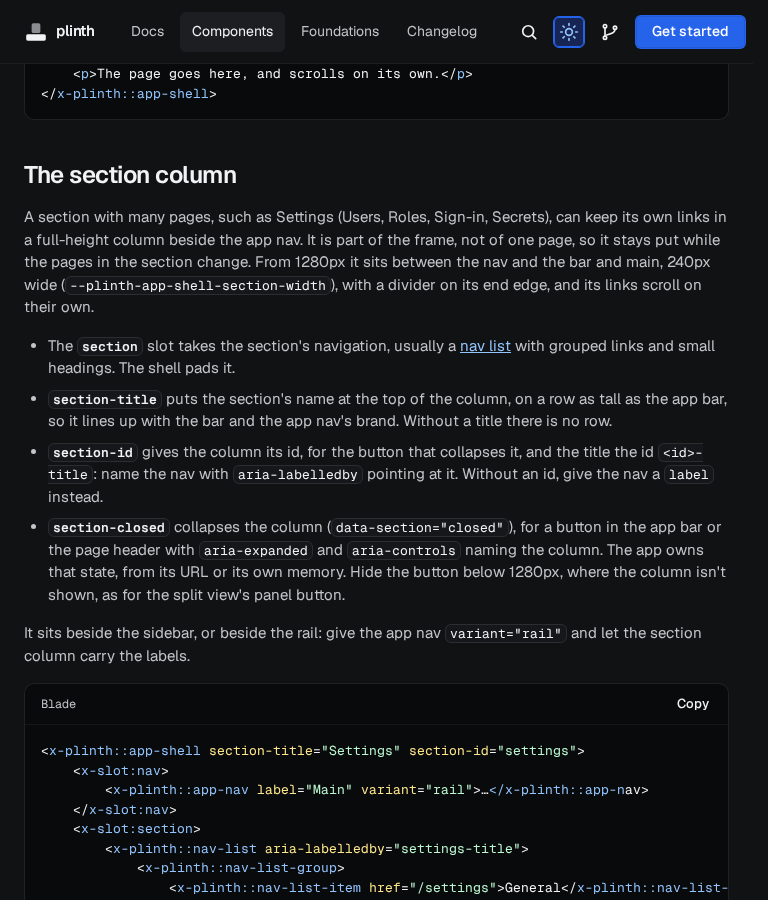 plinth Docs Components Foundations Changelog Get started
<p>The page goes here, and scrolls on its own.</p>
</x-plinth::app-shell>
The section column
A section with many pages, such as Settings (Users, Roles, Sign-in, Secrets), can keep its own links in
a full-height column beside the app nav. It is part of the frame, not of one page, so it stays put while
the pages in the section change. From 1280px it sits between the nav and the bar and main, 240px
wide (--plinth-app-shell-section-width), with a divider on its end edge, and its links scroll on
their own.
• The section slot takes the section's navigation, usually a nav list with grouped links and small
headings. The shell pads it.
• section-title puts the section's name at the top of the column, on a row as tall as the app bar,
so it lines up with the bar and the app nav's brand. Without a title there is no row.
• section-id gives the column its id, for the button that collapses it, and the title the id <id>-
title: name the nav with aria-labelledby pointing at it. Without an id, give the nav a label
instead.
• section-closed collapses the column (data-section="closed"), for a button in the app bar or
the page header with aria-expanded and aria-controls naming the column. The app owns
that state, from its URL or its own memory. Hide the button below 1280px, where the column isn't
shown, as for the split view's panel button.
It sits beside the sidebar, or beside the rail: give the app nav variant="rail" and let the section
column carry the labels.
Blade Copy
<x-plinth::app-shell section-title="Settings" section-id="settings">
<x-slot:nav>
<x-plinth::app-nav label="Main" variant="rail">…</x-plinth::app-nav>
</x-slot:nav>
<x-slot:section>
<x-plinth::nav-list aria-labelledby="settings-title">
<x-plinth::nav-list-group>
<x-plinth::nav-list-item href="/settings">General</x-plinth::nav-list-